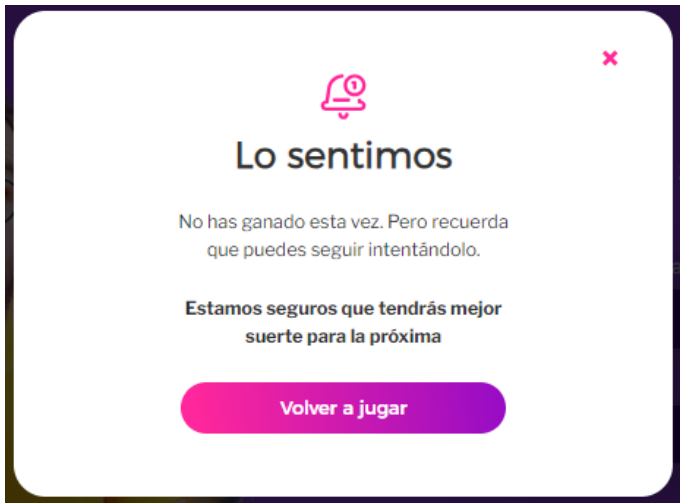 1
Lo sentimos
No has ganado esta vez. Pero recuerda
que puedes seguir intentándolo.
Estamos seguros que tendrás mejor
suerte para la próxima
Volver a jugar